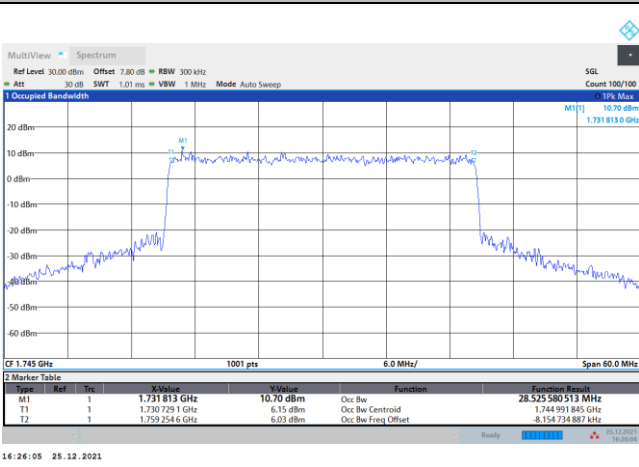 MultiView Spectrum
Ref Level 30.00 dBm Offset 7.80 dB RBW 300 kHz SGL
Att 30 dB SWT 1.01 ms VBW 1 MHz Mode Auto Sweep Count 100/100
1 Occupied Bandwidth 1Pk Max
M1[1] 10.70 dBm
1.731 813 0 GHz
20 dBm
M1
T1 T2
10 dBm
0 dBm
-10 dBm
-20 dBm
-30 dBm
-40 dBm
-50 dBm
-60 dBm
CF 1.745 GHz 1001 pts 6.0 MHz/ Span 60.0 MHz
2 Marker Table
Type Ref Trc X-Value Y-Value Function Function Result
M1 1 1.731 813 GHz 10.70 dBm Occ Bw 28.525 580 513 MHz
T1 1 1.730 729 1 GHz 6.15 dBm Occ Bw Centroid 1.744 991 845 GHz
T2 1 1.759 254 6 GHz 6.03 dBm Occ Bw Freq Offset -8.154 734 887 kHz
Ready 25.12.2021
16:26:04
16:26:05 25.12.2021